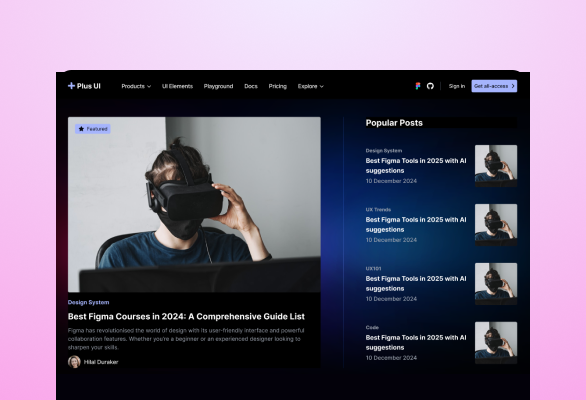 Plus UI
Products
UI Elements
Playground
Docs
Pricing
Explore
Sign in
Get all-access
Featured
Design System
Best Figma Courses in 2024: A Comprehensive Guide List
Figma has revolutionised the world of design with its user-friendly interface and powerful
collaboration features. Whether you're a beginner or an experienced designer looking to
sharpen your skills.
Hilal Duraker
Popular Posts
Design System
Best Figma Tools in 2025 with AI
suggestions
10 December 2024
UX Trends
Best Figma Tools in 2025 with AI
suggestions
10 December 2024
UX101
Best Figma Tools in 2025 with AI
suggestions
10 December 2024
Code
Best Figma Tools in 2025 with AI
suggestions
10 December 2024